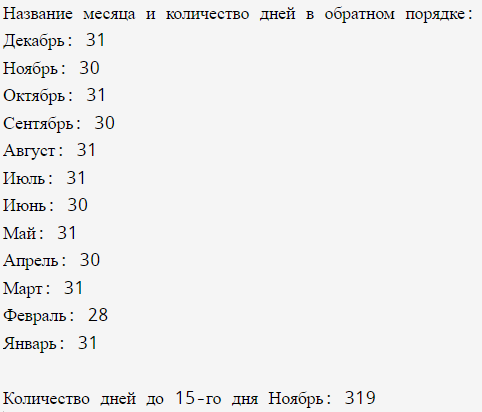 Название месяца и количество дней в обратном порядке:
Декабрь: 31
Ноябрь: 30
Октябрь: 31
Сентябрь: 30
Август: 31
Июль: 31
Июнь: 30
Май: 31
Апрель: 30
Март: 31
Февраль: 28
Январь: 31
Количество дней до 15-го дня Ноябрь: 319